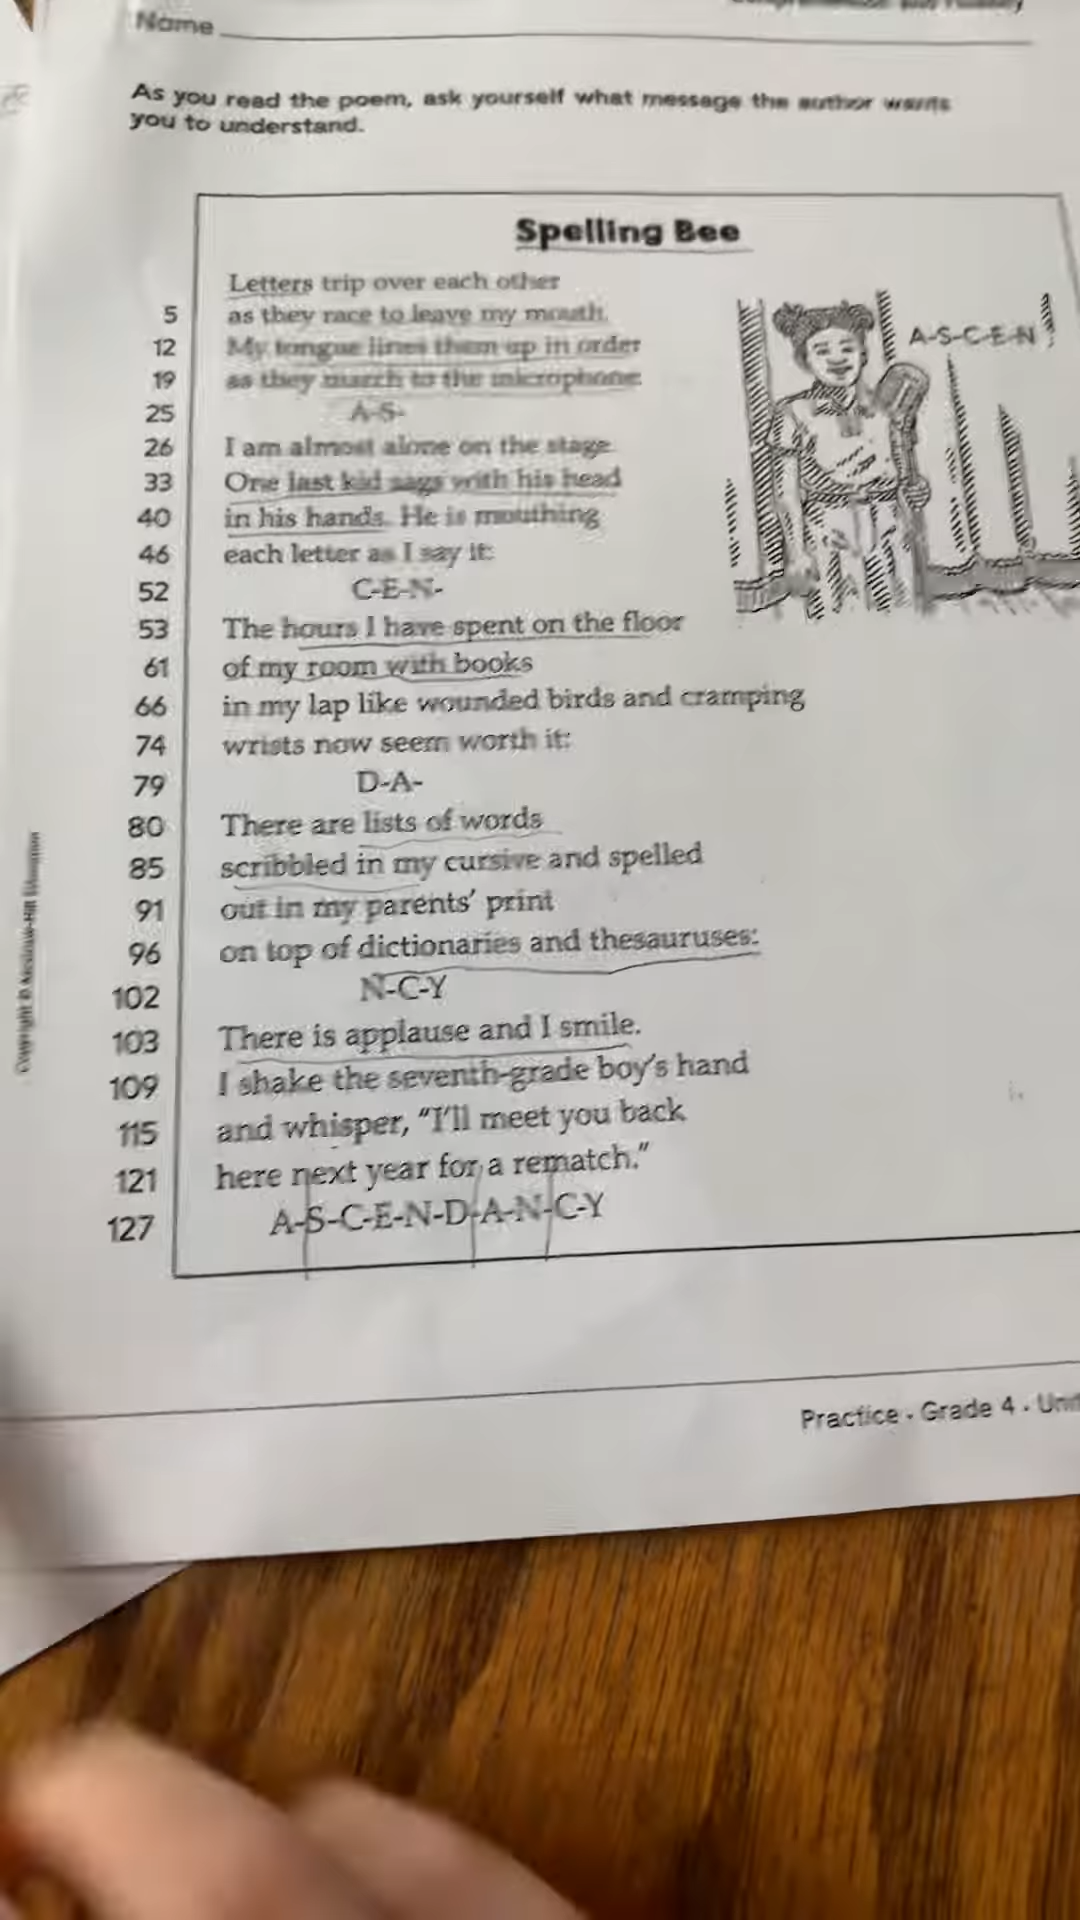 Name
As you read the poem, ask yourself what message the author wants
you to understand.
Spelling Bee
Letters trip over each other
5 as they race to leave my mouth.
12 My tongue lines them up in order
19 as they march to the microphone:
25 A-S-
26 I am almost alone on the stage.
33 One last kid sags with his head
40 in his hands. He is mouthing
46 each letter as I say it:
52 C-E-N-
53 The hours I have spent on the floor
61 of my room with books
66 in my lap like wounded birds and cramping
74 wrists now seem worth it:
79 D-A-
80 There are lists of words
85 scribbled in my cursive and spelled
91 out in my parents' print
96 on top of dictionaries and thesauruses:
102 N-C-Y
103 There is applause and I smile.
109 I shake the seventh-grade boy's hand
115 and whisper, "I'll meet you back
121 here next year for a rematch."
127 A-S-C-E-N-D-A-N-C-Y
A-S-C-E-N
Copyright © McGraw-Hill Education
Practice • Grade 4 •